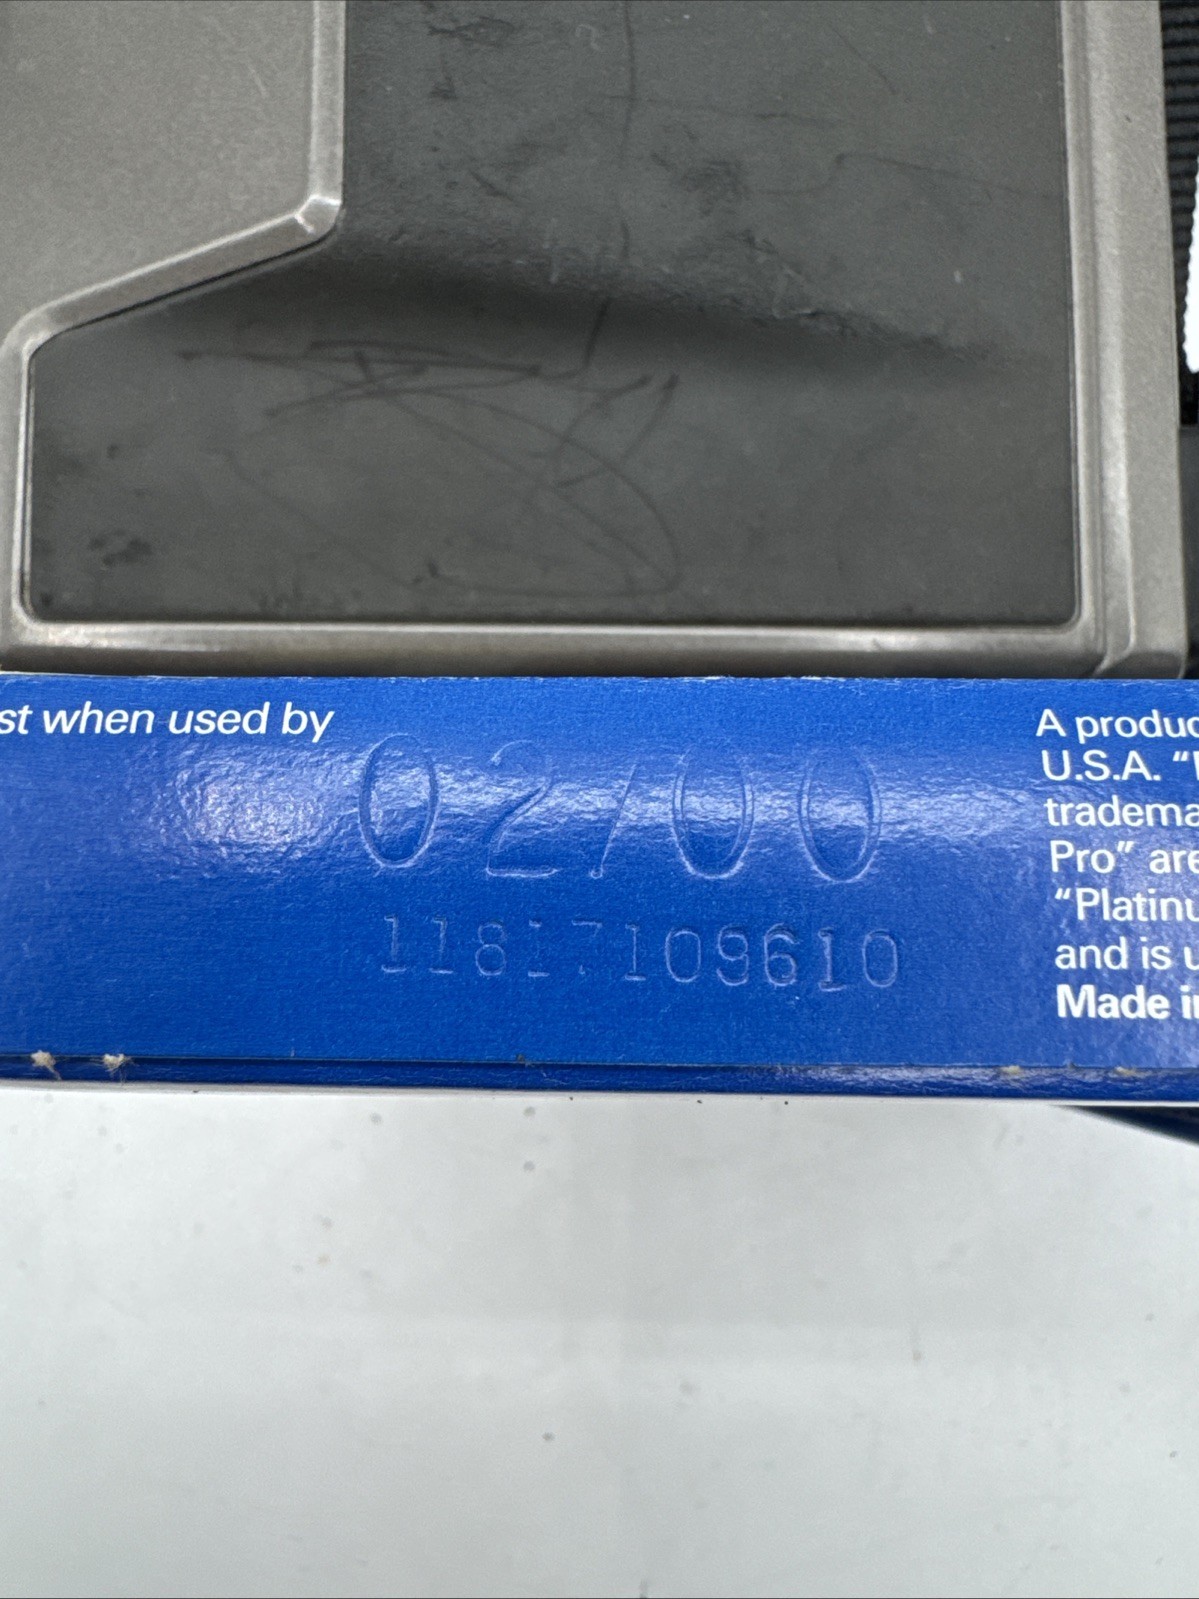 st when used by
02/00
11817109610
A produc
U.S.A. "
tradema
Pro" are
"Platinu
and is u
Made i